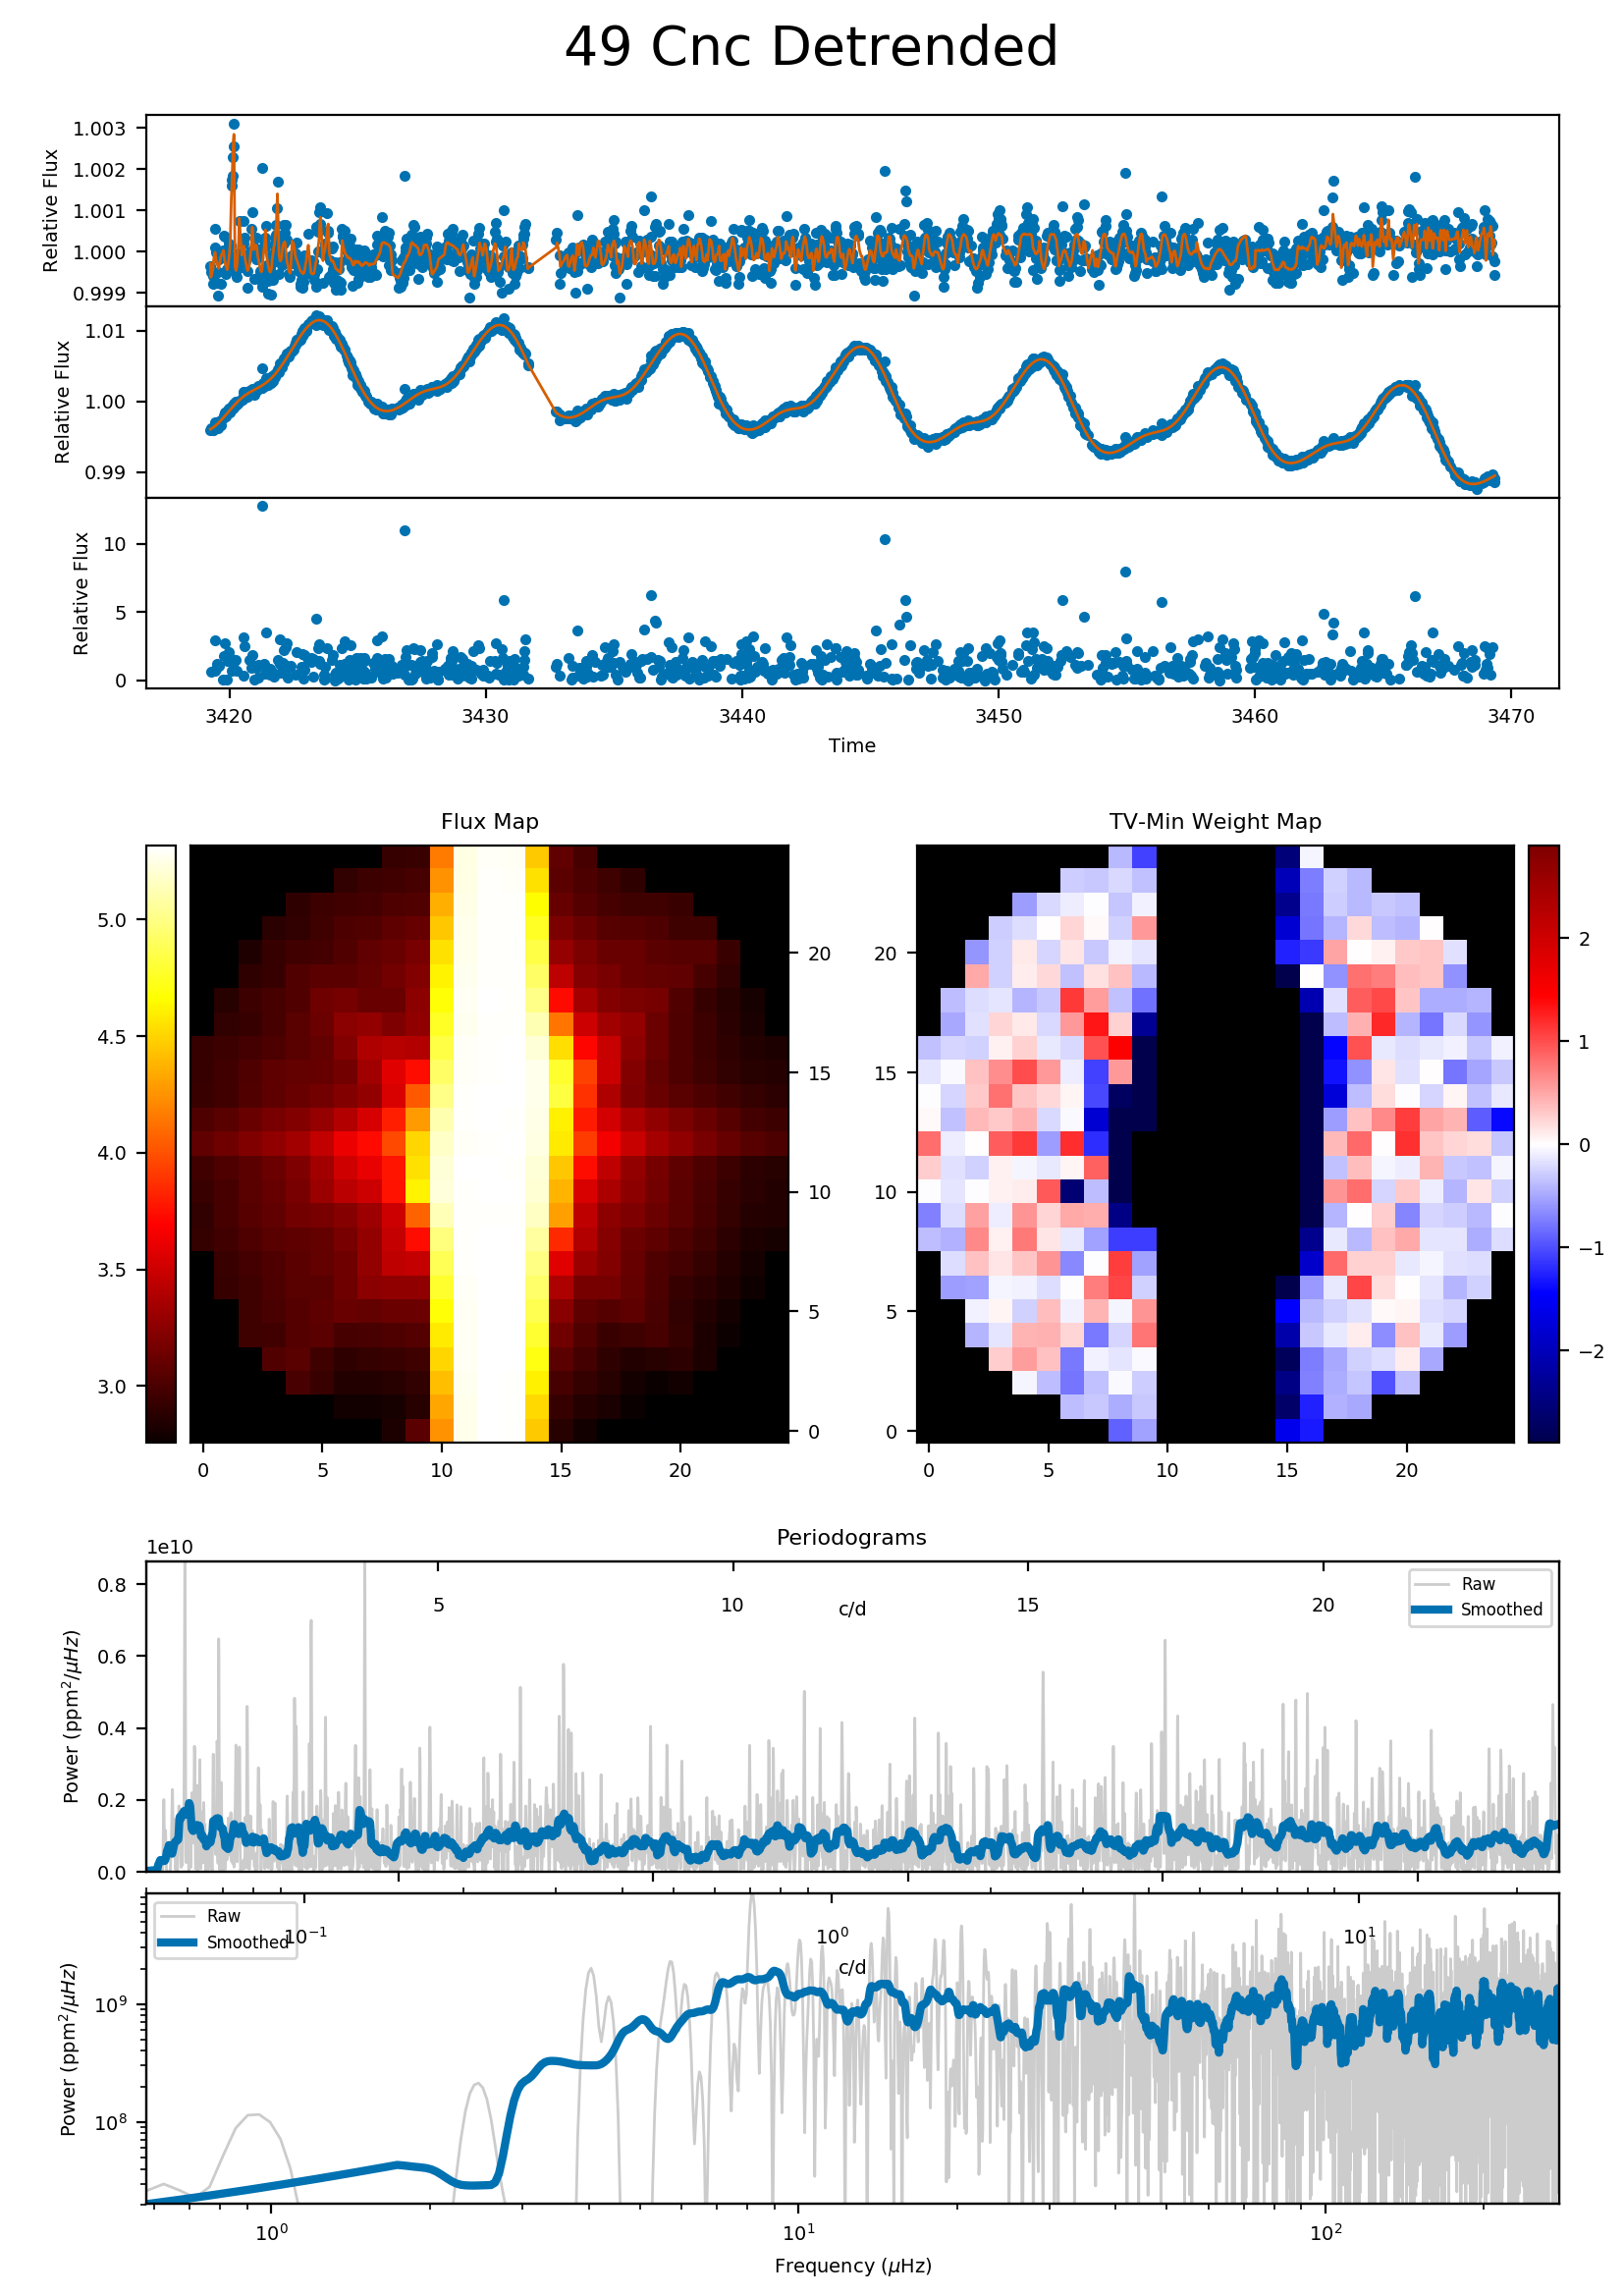 49 Cnc Detrended
1.003
1.002
1.001
1.000
0.999
Relative Flux
1.01
1.00
0.99
Relative Flux
10
5
0
Relative Flux
3420 3430 3440 3450 3460 3470
Time
Flux Map
5.0
4.5
4.0
3.5
3.0
20
15
10
5
0
0 5 10 15 20
TV-Min Weight Map
20
15
10
5
0
0 5 10 15 20
2
1
0
−1
−2
Periodograms
1e10
0.8
0.6
0.4
0.2
0.0
Power (ppm²/μHz)
5 10 15 20
c/d
Raw
Smoothed
Raw
Smoothed
10⁻¹ 10⁰ 10¹
c/d
10⁹
10⁸
Power (ppm²/μHz)
10⁰ 10¹ 10²
Frequency (μHz)